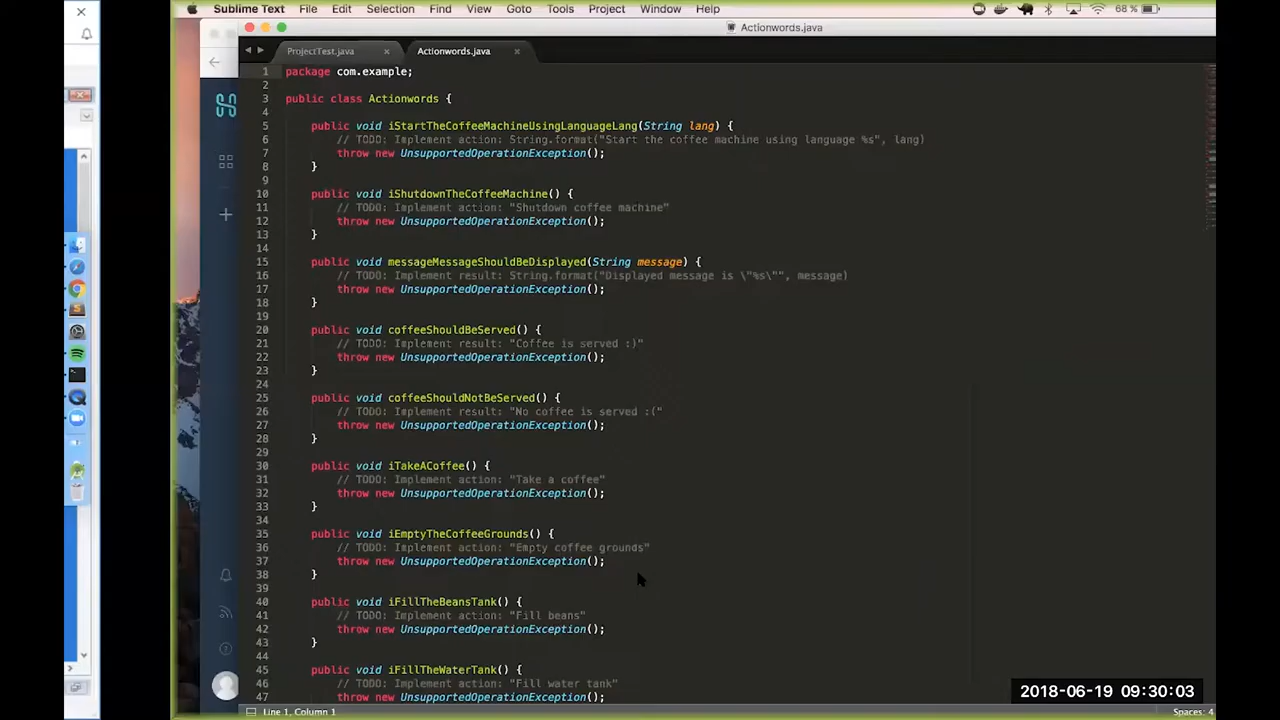 Sublime Text File Edit Selection Find View Goto Tools Project Window Help 68 %
Actionwords.java
ProjectTest.java Actionwords.java
1 package com.example;
2
3 public class Actionwords {
4
5 public void iStartTheCoffeeMachineUsingLanguageLang(String lang) {
6 // TODO: Implement action: String.format("Start the coffee machine using language %s", lang)
7 throw new UnsupportedOperationException();
8 }
9
10 public void iShutdownTheCoffeeMachine() {
11 // TODO: Implement action: "Shutdown coffee machine"
12 throw new UnsupportedOperationException();
13 }
14
15 public void messageMessageShouldBeDisplayed(String message) {
16 // TODO: Implement result: String.format("Displayed message is \"%s\"", message)
17 throw new UnsupportedOperationException();
18 }
19
20 public void coffeeShouldBeServed() {
21 // TODO: Implement result: "Coffee is served :)"
22 throw new UnsupportedOperationException();
23 }
24
25 public void coffeeShouldNotBeServed() {
26 // TODO: Implement result: "No coffee is served :("
27 throw new UnsupportedOperationException();
28 }
29
30 public void iTakeACoffee() {
31 // TODO: Implement action: "Take a coffee"
32 throw new UnsupportedOperationException();
33 }
34
35 public void iEmptyTheCoffeeGrounds() {
36 // TODO: Implement action: "Empty coffee grounds"
37 throw new UnsupportedOperationException();
38 }
39
40 public void iFillTheBeansTank() {
41 // TODO: Implement action: "Fill beans"
42 throw new UnsupportedOperationException();
43 }
44
45 public void iFillTheWaterTank() {
46 // TODO: Implement action: "Fill water tank"
47 throw new UnsupportedOperationException();
2018-06-19 09:30:03
Line 1, Column 1 Spaces: 4